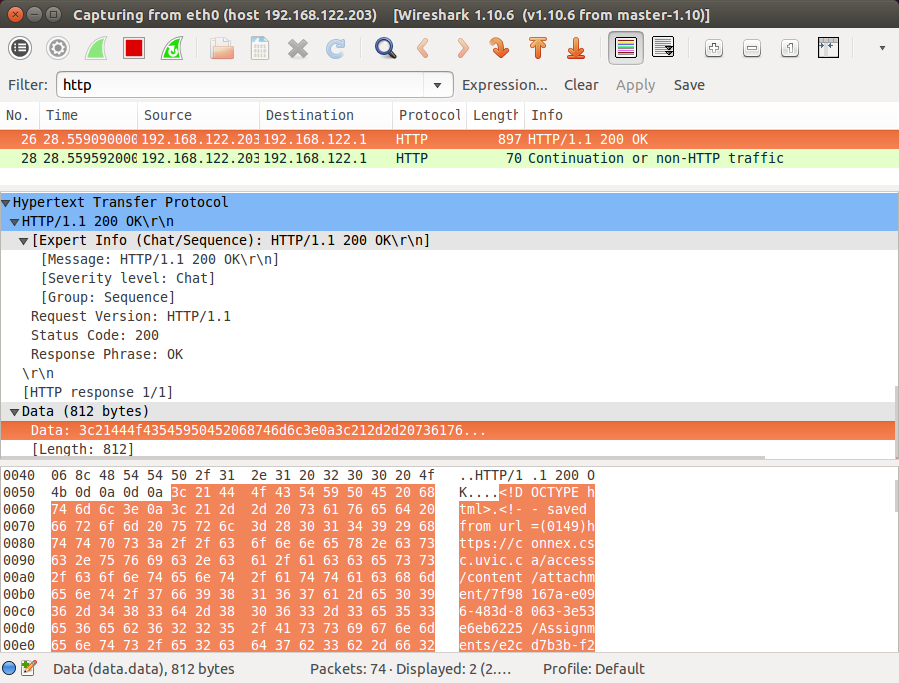 Capturing from eth0 (host 192.168.122.203) [Wireshark 1.10.6 (v1.10.6 from master-1.10)]
Filter: http Expression... Clear Apply Save
No. Time Source Destination Protocol Length Info
26 28.559090000 192.168.122.203 192.168.122.1 HTTP 897 HTTP/1.1 200 OK
28 28.559592000 192.168.122.203 192.168.122.1 HTTP 70 Continuation or non-HTTP traffic
Hypertext Transfer Protocol
HTTP/1.1 200 OK\r\n
[Expert Info (Chat/Sequence): HTTP/1.1 200 OK\r\n]
[Message: HTTP/1.1 200 OK\r\n]
[Severity level: Chat]
[Group: Sequence]
Request Version: HTTP/1.1
Status Code: 200
Response Phrase: OK
\r\n
[HTTP response 1/1]
Data (812 bytes)
Data: 3c21444f43545950452068746d6c3e0a3c212d2d20736176...
[Length: 812]
0040 06 8c 48 54 54 50 2f 31 2e 31 20 32 30 30 20 4f ..HTTP/1 .1 200 O
0050 4b 0d 0a 0d 0a 3c 21 44 4f 43 54 59 50 45 20 68 K....<!D OCTYPE h
0060 74 6d 6c 3e 0a 3c 21 2d 2d 20 73 61 76 65 64 20 tml>.<!- - saved
0070 66 72 6f 6d 20 75 72 6c 3d 28 30 31 34 39 29 68 from url =(0149)h
0080 74 74 70 73 3a 2f 2f 63 6f 6e 6e 65 78 2e 63 73 ttps://c onnex.cs
0090 63 2e 75 76 69 63 2e 63 61 2f 61 63 63 65 73 73 c.uvic.c a/access
00a0 2f 63 6f 6e 74 65 6e 74 2f 61 74 74 61 63 68 6d /content /attachm
00b0 65 6e 74 2f 37 66 39 38 31 36 37 61 2d 65 30 39 ent/7f98 167a-e09
00c0 36 2d 34 38 33 64 2d 38 30 36 33 2d 33 65 35 33 6-483d-8 063-3e53
00d0 65 36 65 62 36 32 32 35 2f 41 73 73 69 67 6e 6d e6eb6225 /Assignm
00e0 65 6e 74 73 2f 65 32 63 64 37 62 33 62 2d 66 32 ents/e2c d7b3b-f2
Data (data.data), 812 bytes Packets: 74 · Displayed: 2 (2.... Profile: Default